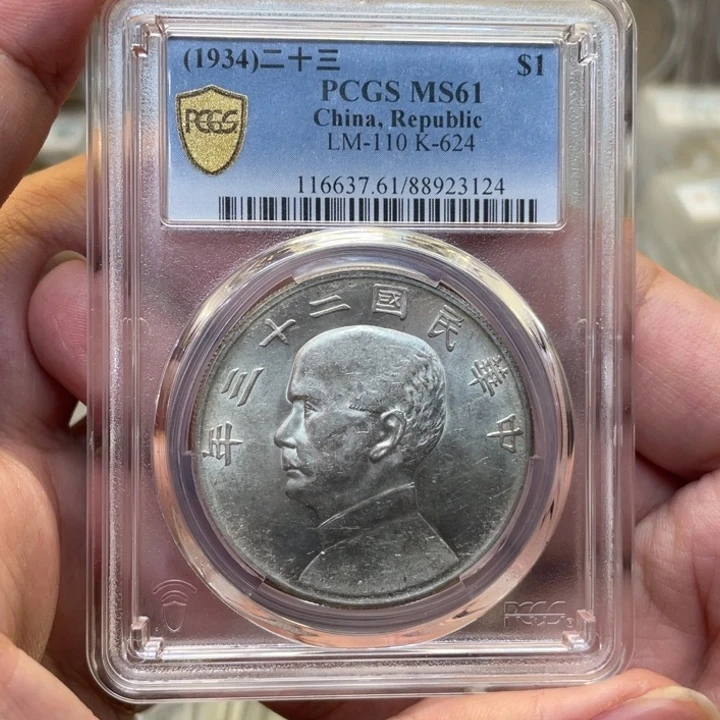 (1934)二十三 $1
PCGS MS61
PCGS
China, Republic
LM-110 K-624
116637.61/88923124
年三十二國民華中
PCGS